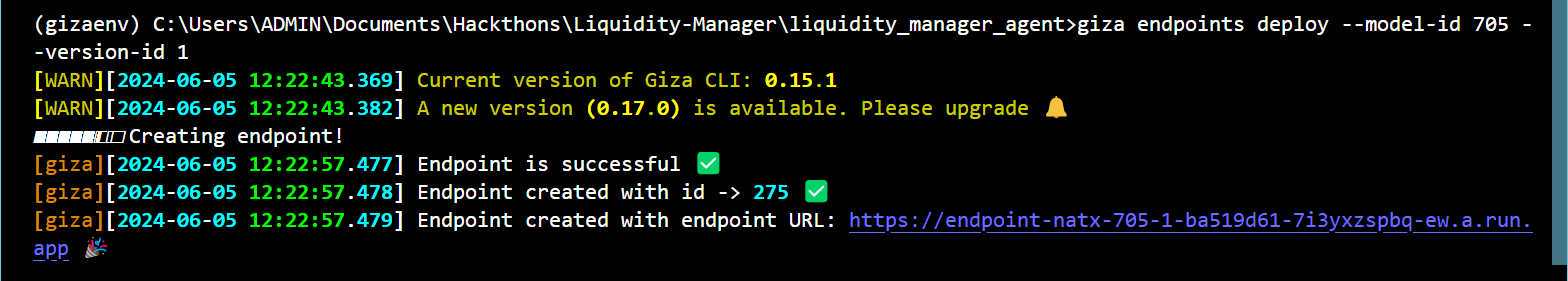 (gizaenv) C:\Users\ADMIN\Documents\Hackthons\Liquidity-Manager\liquidity_manager_agent>giza endpoints deploy --model-id 705 -
-version-id 1
[WARN][2024-06-05 12:22:43.369] Current version of Giza CLI: 0.15.1
[WARN][2024-06-05 12:22:43.382] A new version (0.17.0) is available. Please upgrade 🔔
■■■■■■□□Creating endpoint!
[giza][2024-06-05 12:22:57.477] Endpoint is successful ✅
[giza][2024-06-05 12:22:57.478] Endpoint created with id -> 275 ✅
[giza][2024-06-05 12:22:57.479] Endpoint created with endpoint URL: https://endpoint-natx-705-1-ba519d61-7i3yxzspbq-ew.a.run.
app 🎉